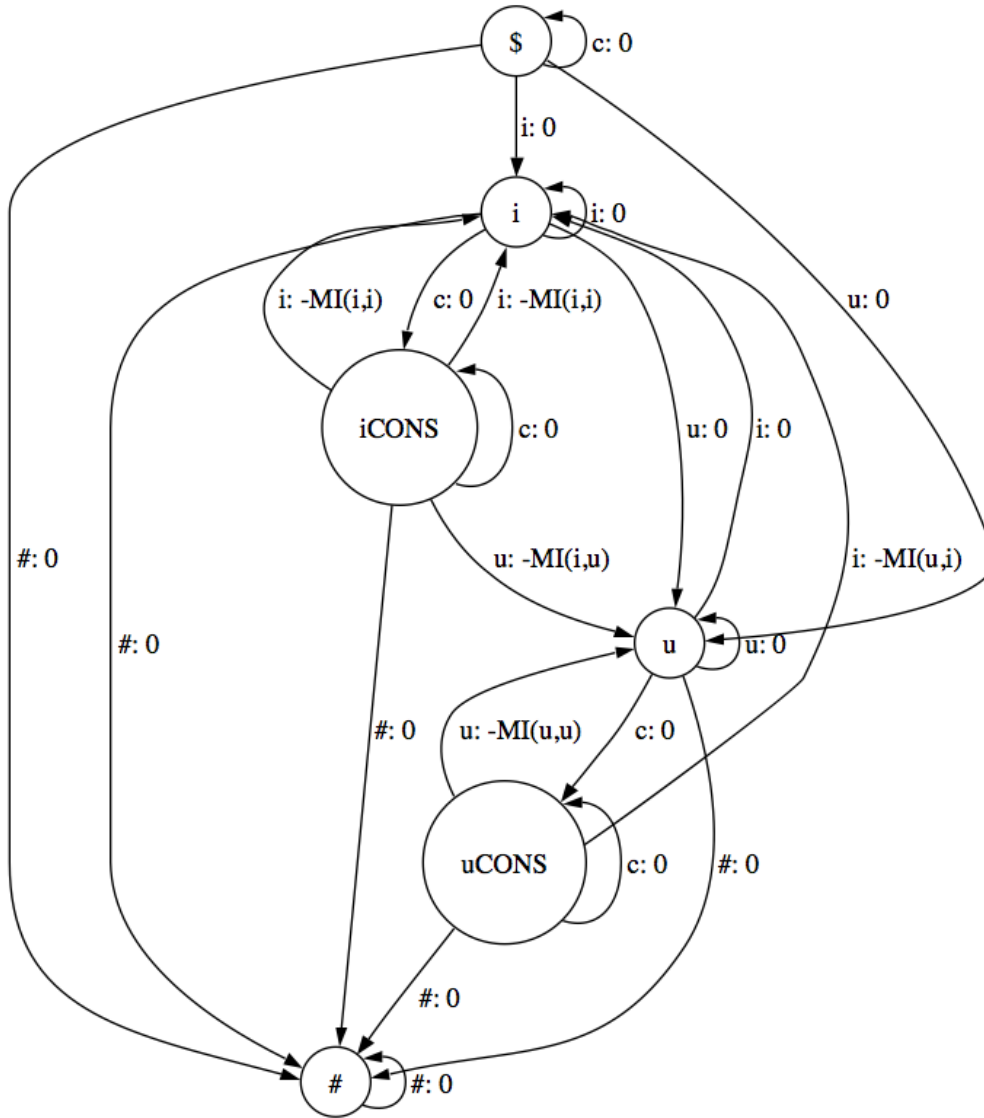 $
c: 0
i: 0
i
i: 0
i: -MI(i,i)
c: 0
i: -MI(i,i)
u: 0
iCONS
c: 0
u: 0
i: 0
#: 0
u: -MI(i,u)
i: -MI(u,i)
#: 0
u
u: 0
#: 0
u: -MI(u,u)
c: 0
uCONS
c: 0
#: 0
#: 0
#
#: 0